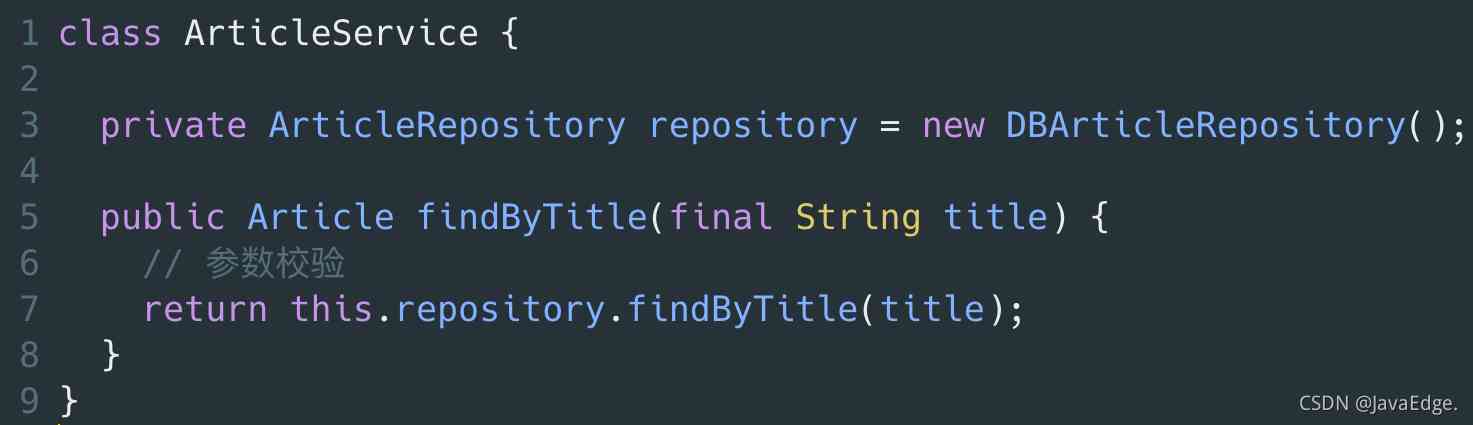 1 class ArticleService {
2
3   private ArticleRepository repository = new DBArticleRepository();
4
5   public Article findByTitle(final String title) {
6     // 参数校验
7     return this.repository.findByTitle(title);
8   }
9 }
CSDN @JavaEdge.